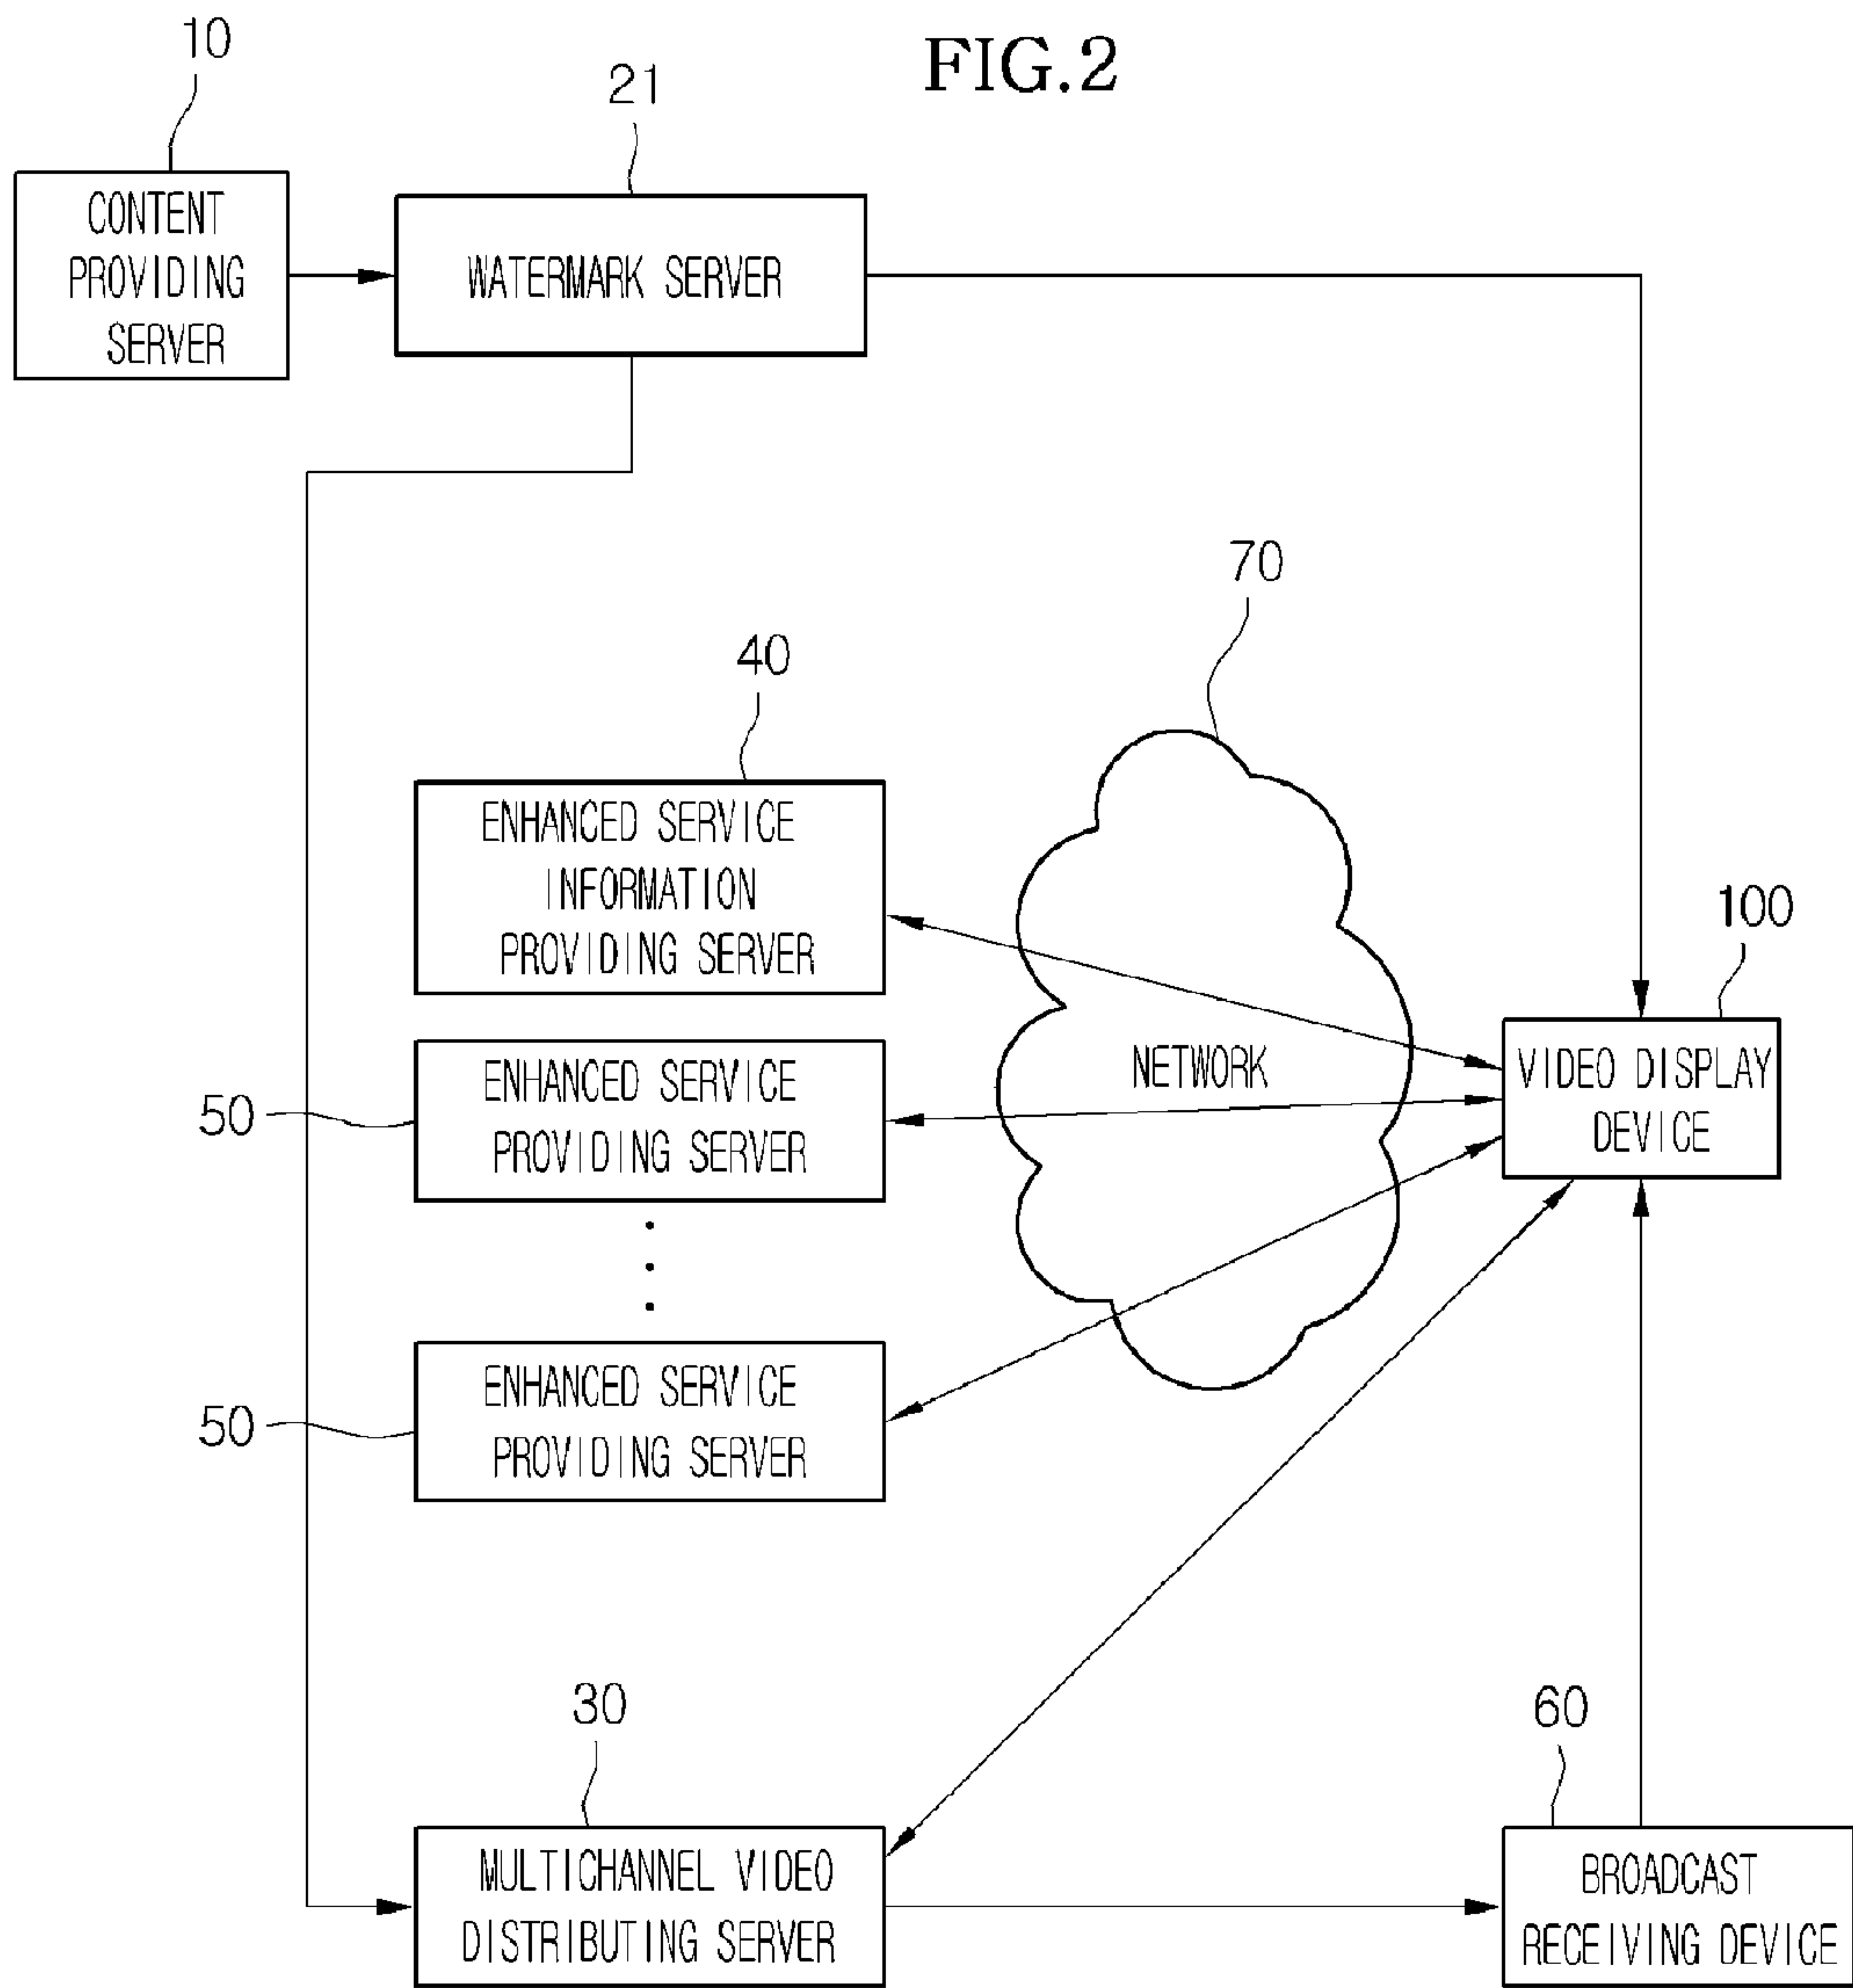 FIG.2
10
21
CONTENT
PROVIDING
SERVER
WATERMARK SERVER
70
40
ENHANCED SERVICE
INFORMATION
PROVIDING SERVER
100
NETWORK
VIDEO DISPLAY
DEVICE
50
ENHANCED SERVICE
PROVIDING SERVER
50
ENHANCED SERVICE
PROVIDING SERVER
30
60
MULTICHANNEL VIDEO
DISTRIBUTING SERVER
BROADCAST
RECEIVING DEVICE